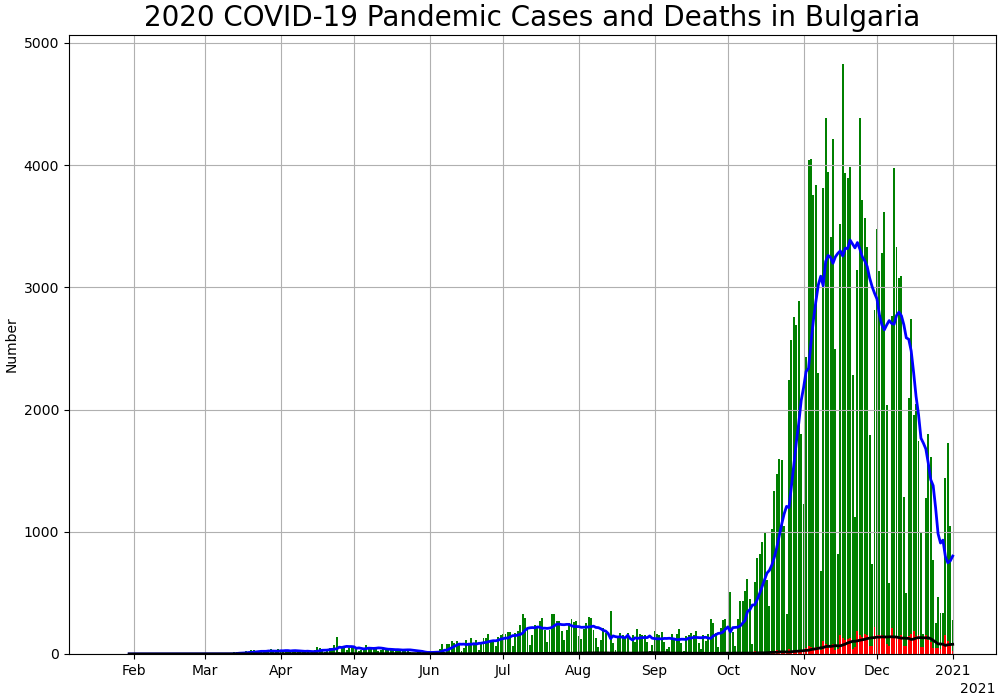 2020 COVID-19 Pandemic Cases and Deaths in Bulgaria
5000
4000
3000
2000
1000
0
Number
Feb Mar Apr May Jun Jul Aug Sep Oct Nov Dec 2021
2021